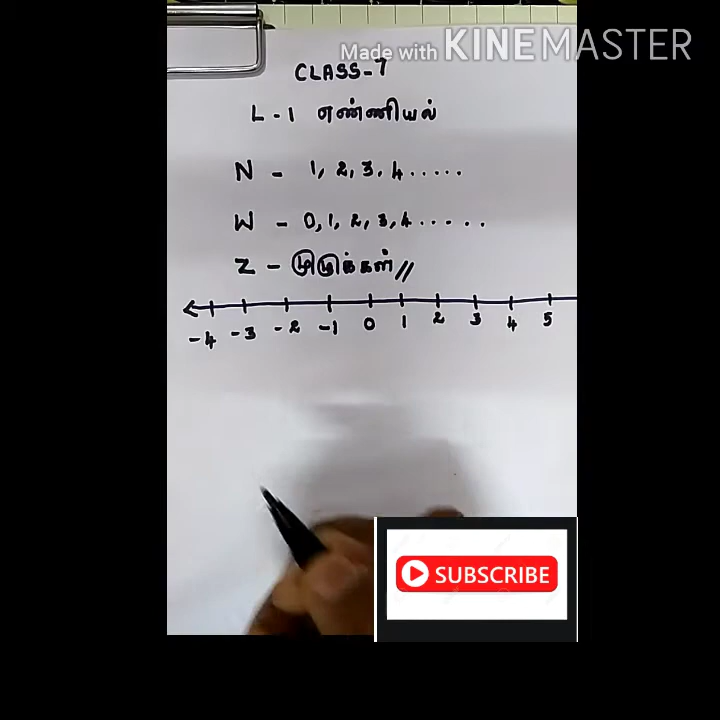 Made with KINEMASTER
CLASS-7
L-1 எண்ணியல்
N - 1, 2, 3, 4.....
W - 0, 1, 2, 3, 4.....
Z - முழுக்கள் //
-4 -3 -2 -1 0 1 2 3 4 5
SUBSCRIBE